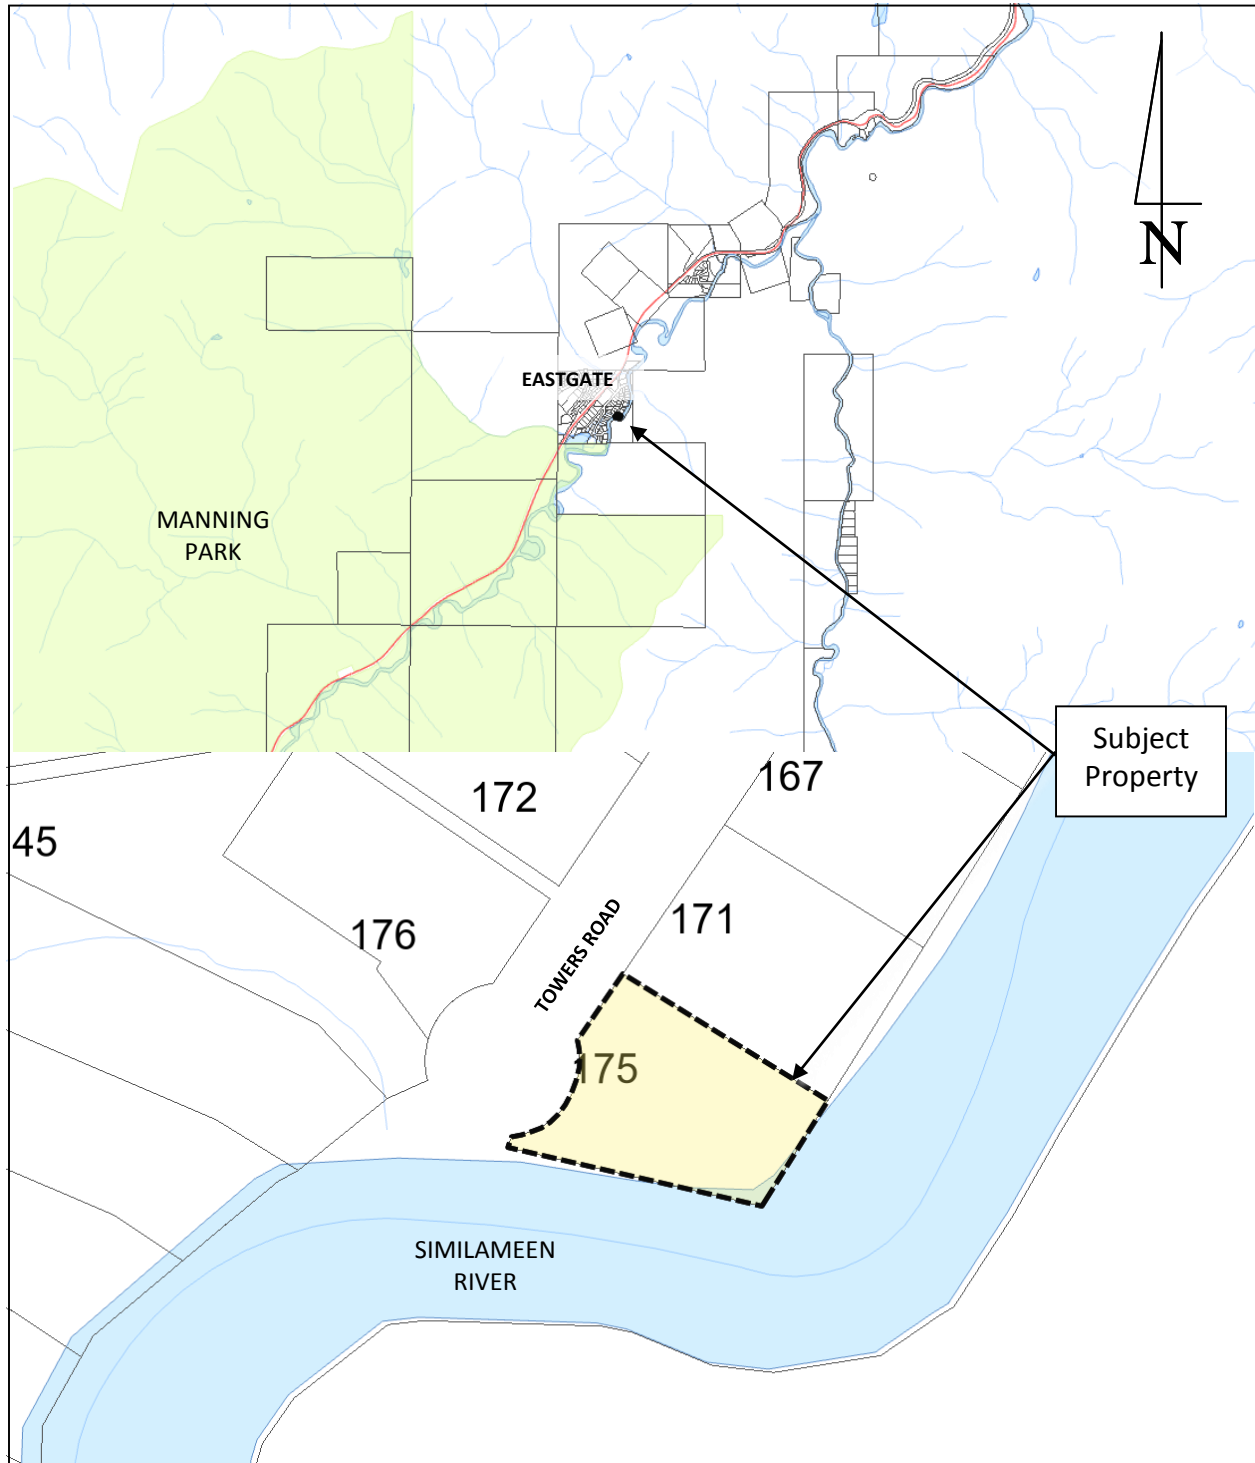 N
EASTGATE
MANNING
PARK
Subject
Property
172
167
45
176
171
TOWERS ROAD
175
SIMILAMEEN
RIVER